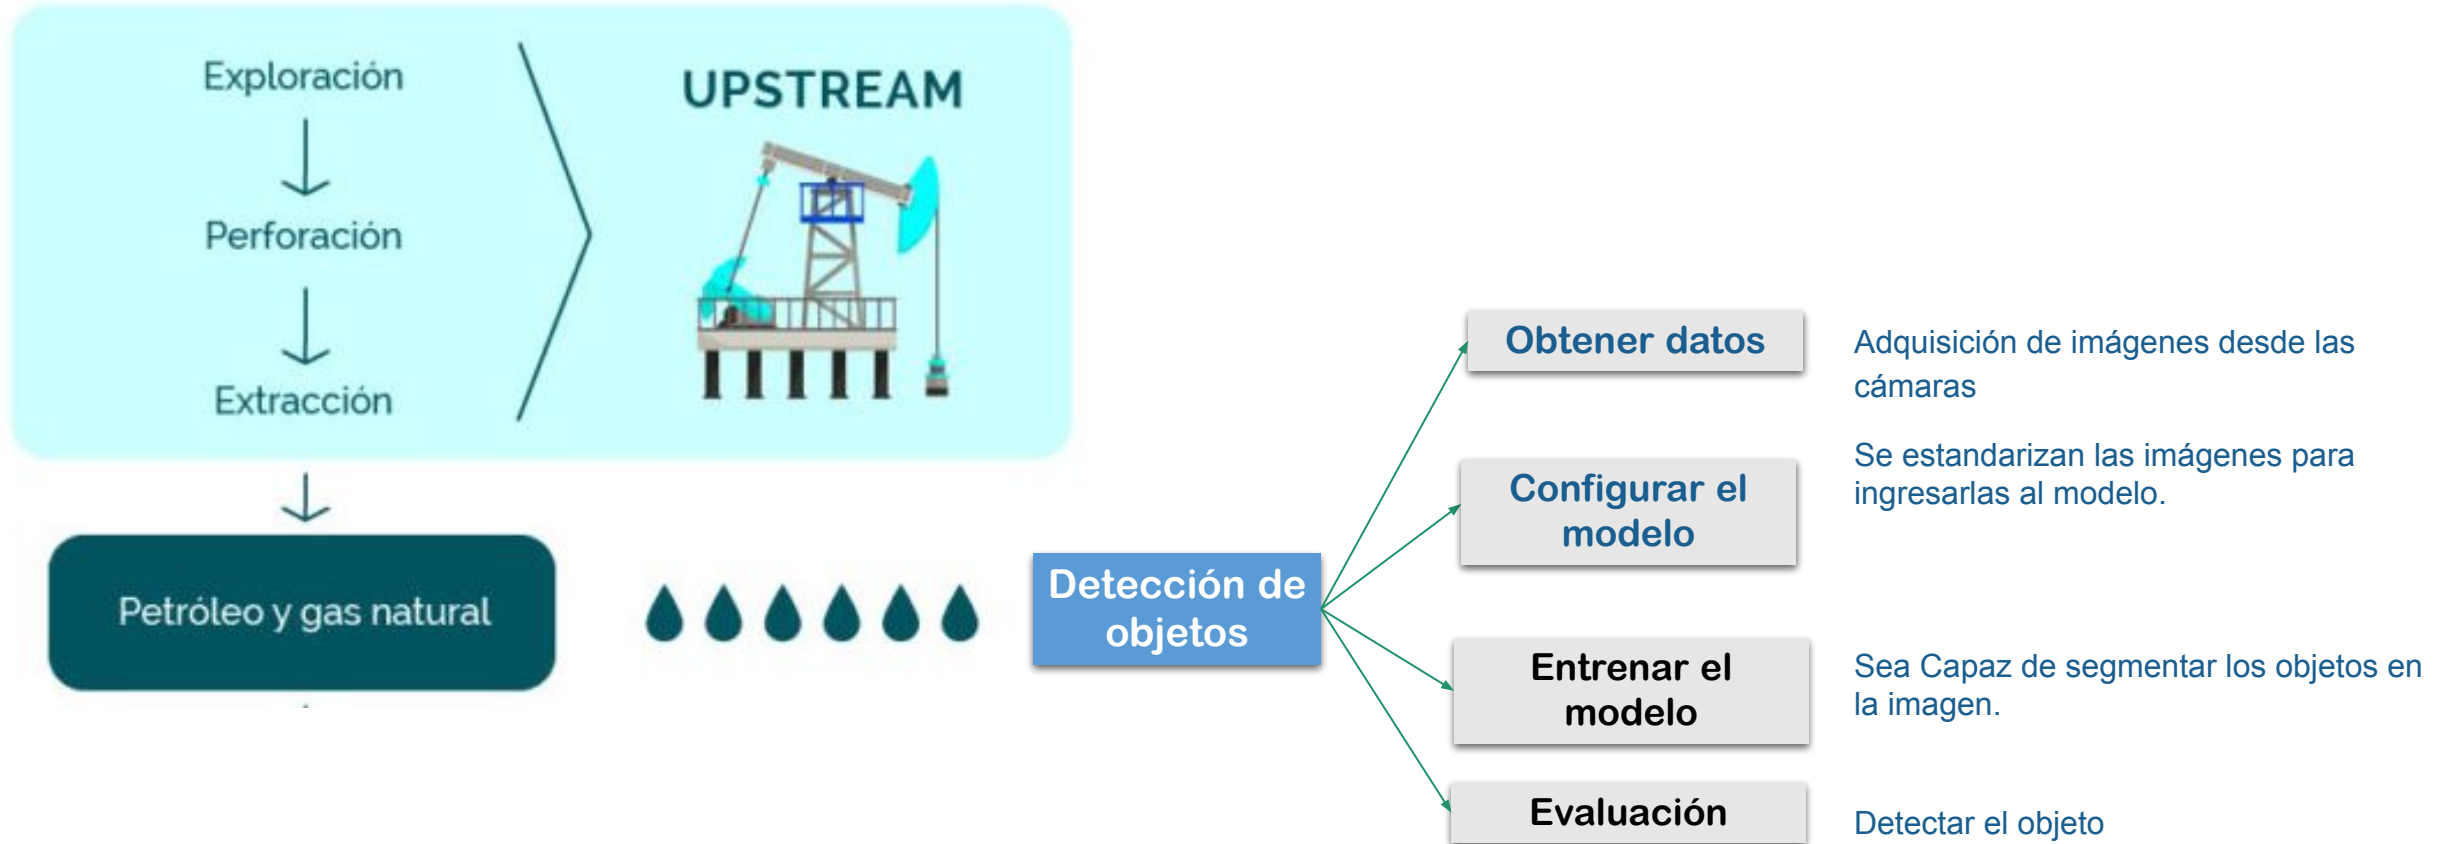 Exploración
UPSTREAM
Perforación
Extracción
Petróleo y gas natural
Detección de
objetos
Obtener datos
Adquisición de imágenes desde las
cámaras
Configurar el
modelo
Se estandarizan las imágenes para
ingresarlas al modelo.
Entrenar el
modelo
Sea Capaz de segmentar los objetos en
la imagen.
Evaluación
Detectar el objeto